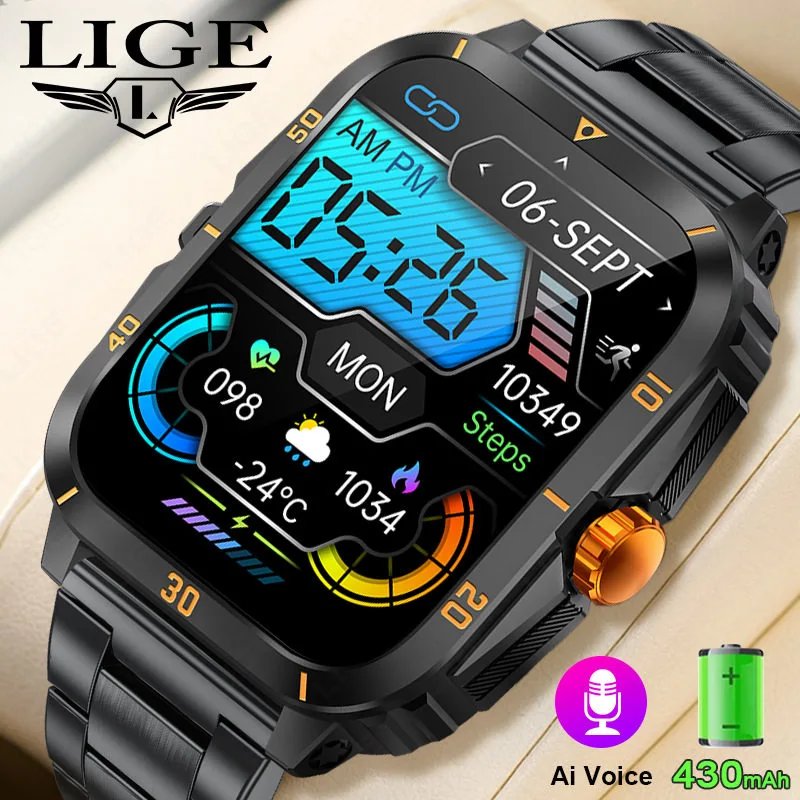 LIGE
L
50
AM PM
05:26
‹ 06-SEPT ›
MON
10349
Steps
098
-24°C
1034
40
30
20
10
Ai Voice
430mAh